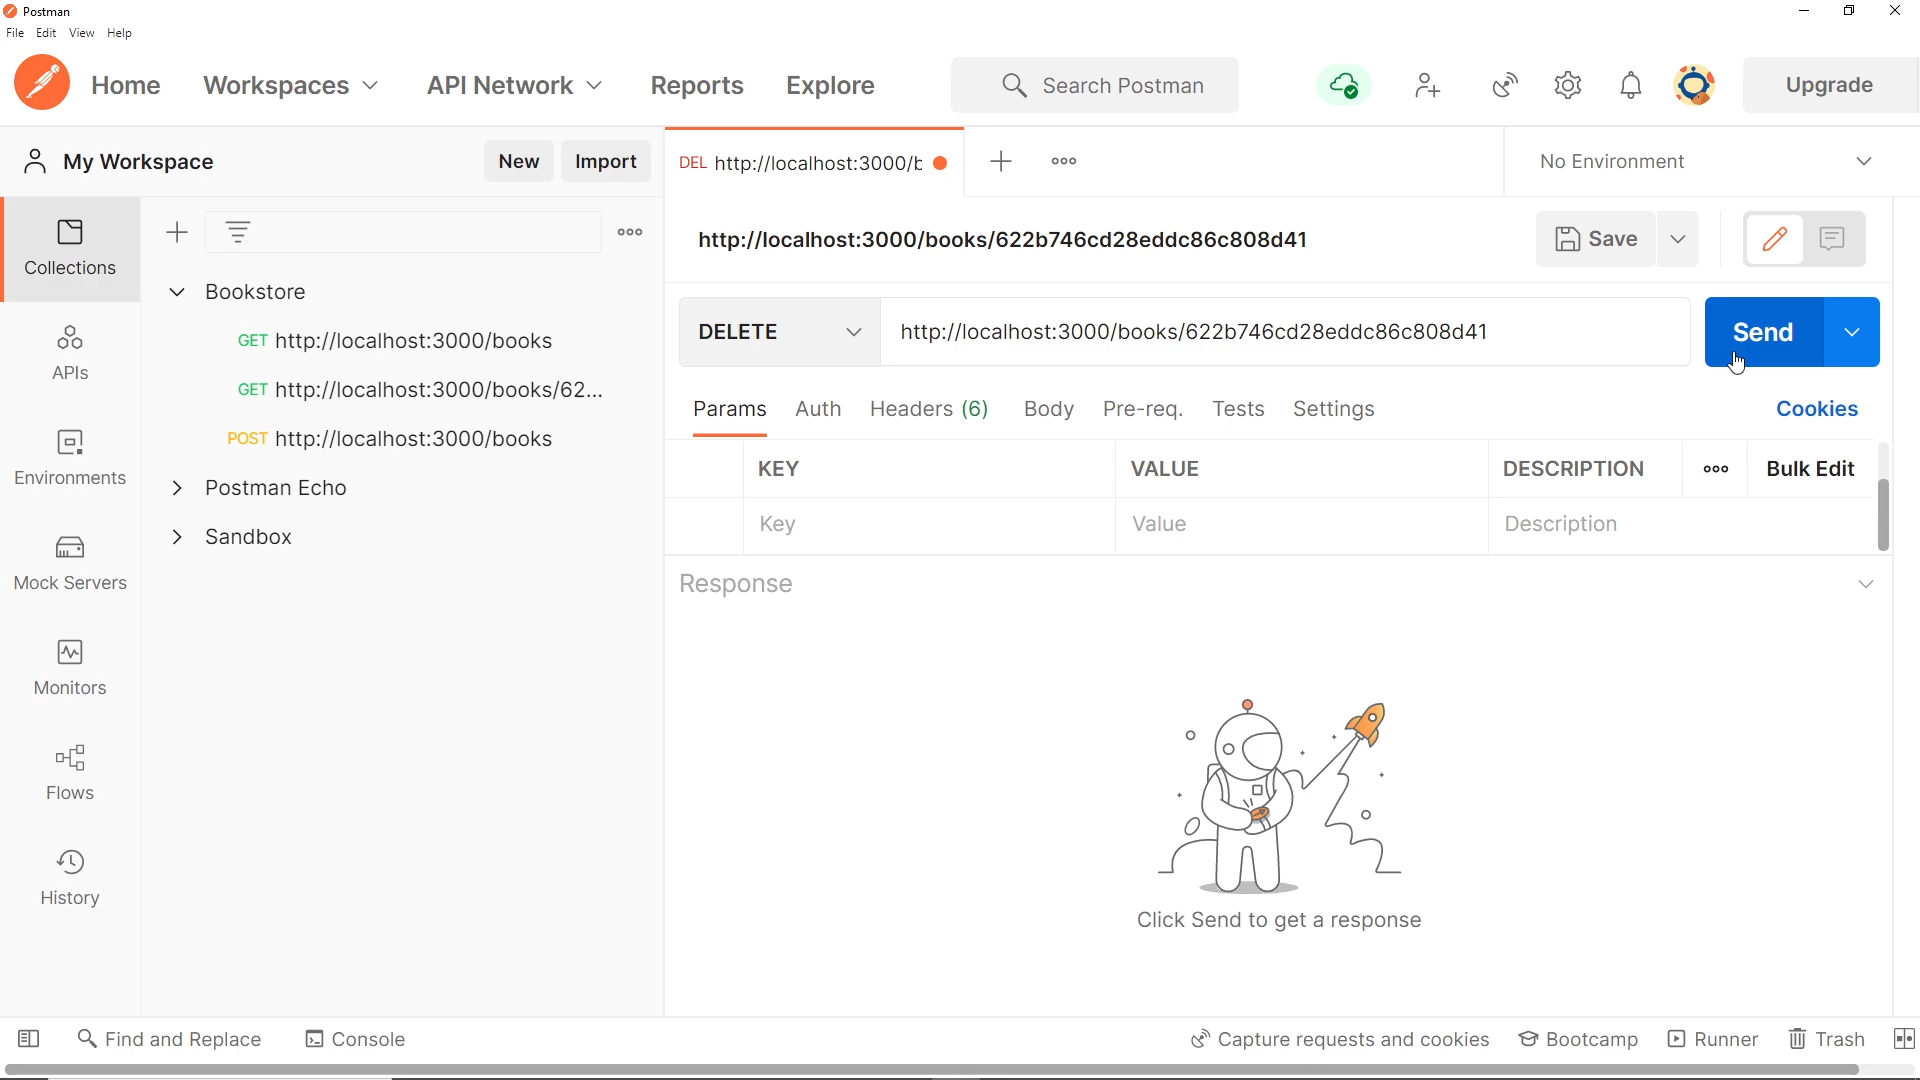 Postman
File Edit View Help
Home Workspaces API Network Reports Explore Search Postman Upgrade
My Workspace New Import DEL http://localhost:3000/b No Environment
Collections
http://localhost:3000/books/622b746cd28eddc86c808d41 Save
Bookstore
DELETE http://localhost:3000/books/622b746cd28eddc86c808d41 Send
GET http://localhost:3000/books
APIs
GET http://localhost:3000/books/62...
Params Auth Headers (6) Body Pre-req. Tests Settings Cookies
POST http://localhost:3000/books
KEY VALUE DESCRIPTION Bulk Edit
Environments
Postman Echo
Key Value Description
Sandbox
Mock Servers
Response
Monitors
Flows
History
Click Send to get a response
Find and Replace Console Capture requests and cookies Bootcamp Runner Trash